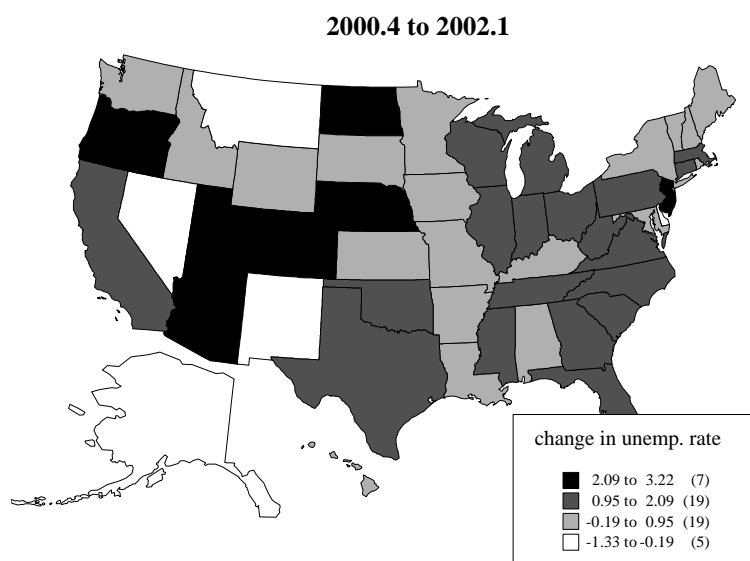 2000.4 to 2002.1
change in unemp. rate
2.09 to 3.22 (7)
0.95 to 2.09 (19)
-0.19 to 0.95 (19)
-1.33 to -0.19 (5)